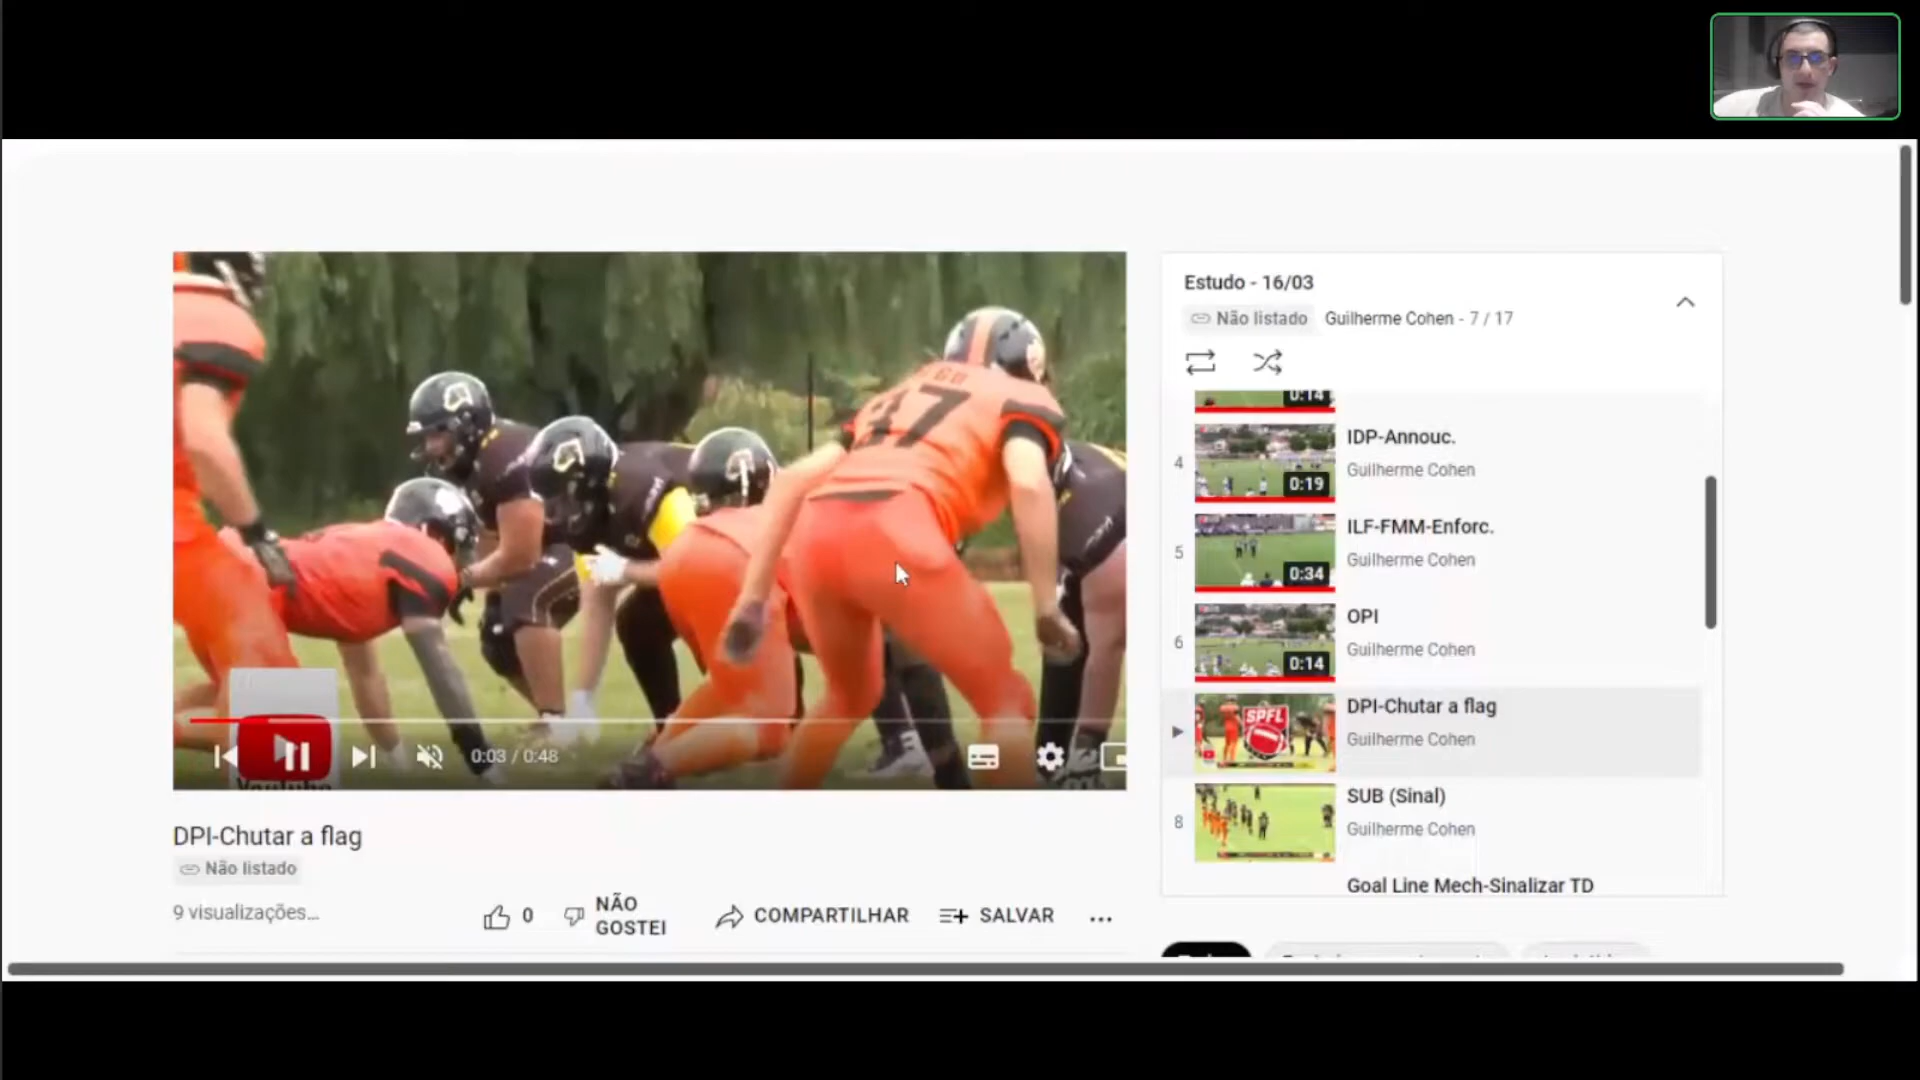 37
0:03 / 0:48
DPI-Chutar a flag
Não listado
9 visualizações...
0
NÃO GOSTEI
COMPARTILHAR
SALVAR
Estudo - 16/03
Não listado
Guilherme Cohen - 7 / 17
0:14
4
0:19
IDP-Annouc.
Guilherme Cohen
5
0:34
ILF-FMM-Enforc.
Guilherme Cohen
6
0:14
OPI
Guilherme Cohen
SPFL
DPI-Chutar a flag
Guilherme Cohen
8
SUB (Sinal)
Guilherme Cohen
Goal Line Mech-Sinalizar TD